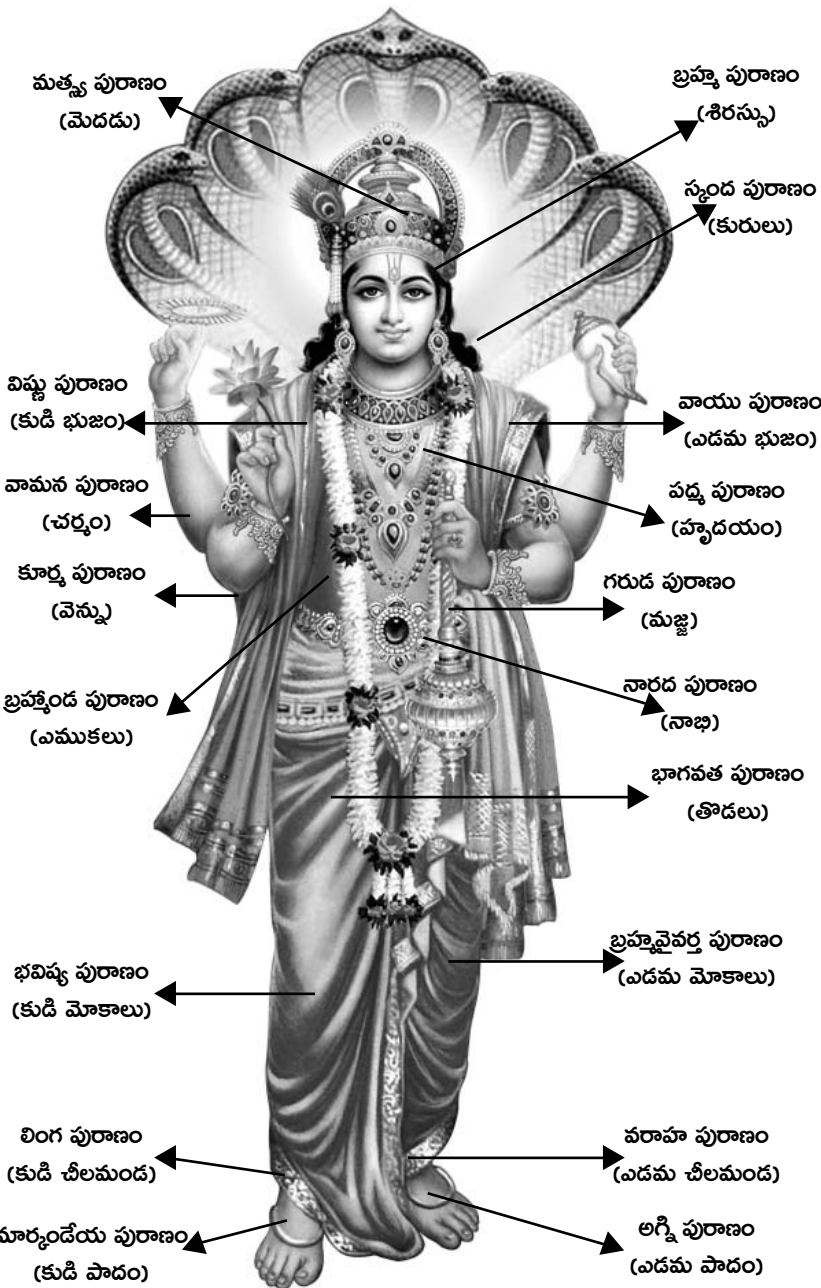 మత్స్య పురాణం
(మెదడు)
బ్రహ్మ పురాణం
(శిరస్సు)
స్కంద పురాణం
(కురులు)
విష్ణు పురాణం
(కుడి భుజం)
వాయు పురాణం
(ఎడమ భుజం)
వామన పురాణం
(చర్మం)
పద్మ పురాణం
(హృదయం)
కూర్మ పురాణం
(వెన్ను)
గరుడ పురాణం
(మజ్జ)
బ్రహ్మాండ పురాణం
(ఎముకలు)
నారద పురాణం
(నాభి)
భాగవత పురాణం
(తొడలు)
భవిష్య పురాణం
(కుడి మోకాలు)
బ్రహ్మవైవర్త పురాణం
(ఎడమ మోకాలు)
లింగ పురాణం
(కుడి చీలమండ)
వరాహ పురాణం
(ఎడమ చీలమండ)
మార్కండేయ పురాణం
(కుడి పాదం)
అగ్ని పురాణం
(ఎడమ పాదం)